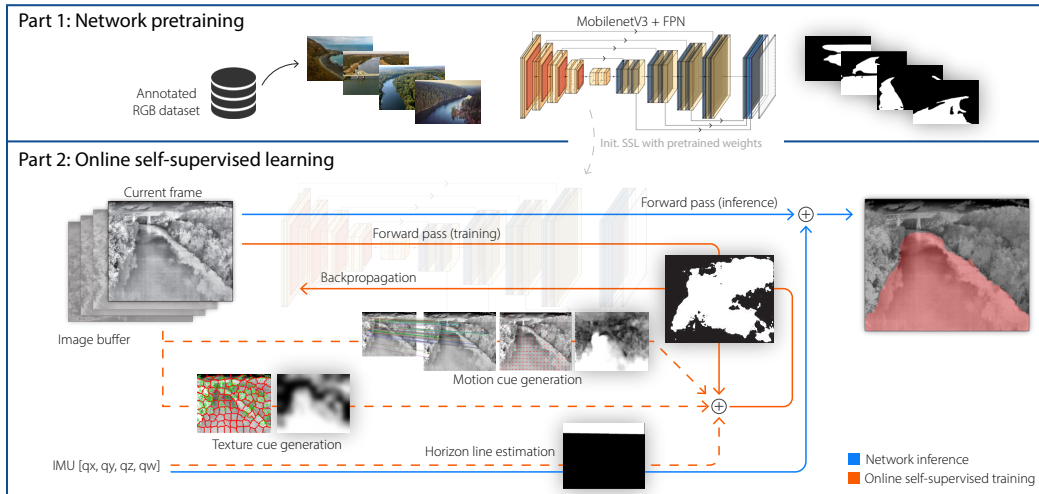 Part 1: Network pretraining
MobilenetV3 + FPN
Annotated
RGB dataset
Init. SSL with pretrained weights
Part 2: Online self-supervised learning
Current frame
Forward pass (inference)
Forward pass (training)
Backpropagation
Image buffer
Motion cue generation
Texture cue generation
Horizon line estimation
IMU [qx, qy, qz, qw]
Network inference
Online self-supervised training